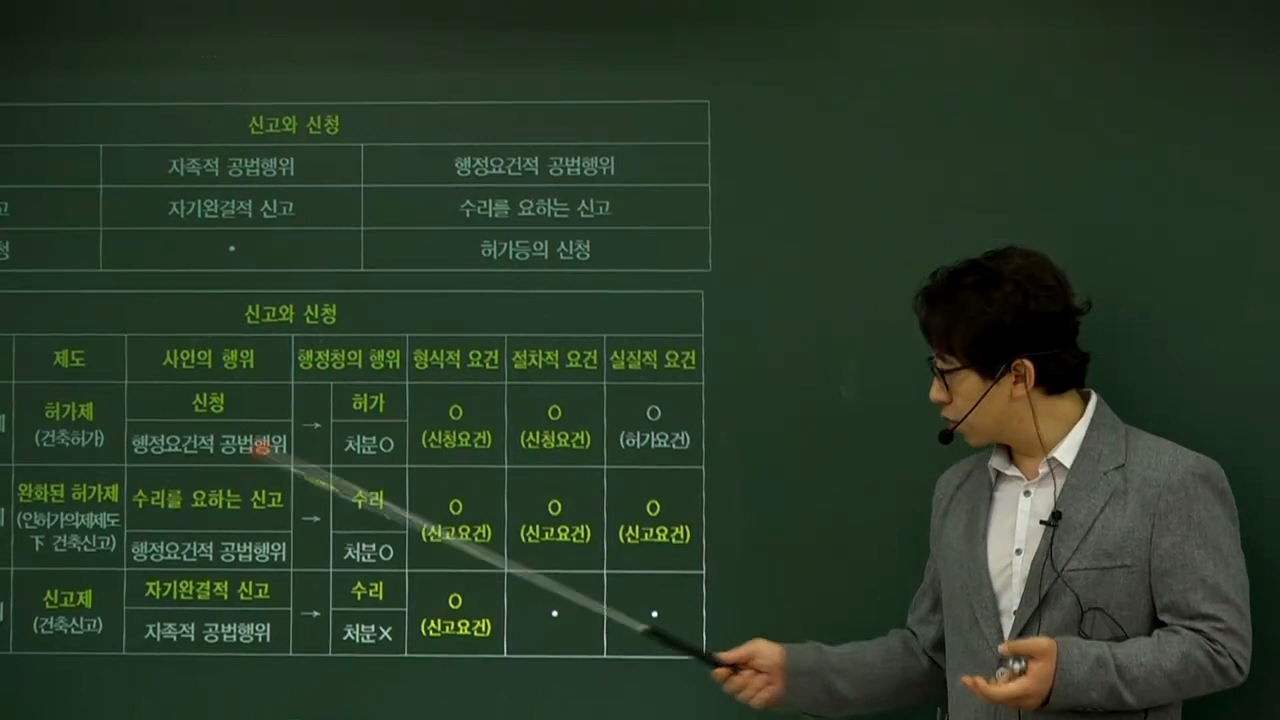 신고와 신청
지족적 공법행위 행정요건적 공법행위
고 자기완결적 신고 수리를 요하는 신고
청 • 허가등의 신청
신고와 신청
제도 사인의 행위 행정청의 행위 형식적 요건 절차적 요건 실질적 요건
허가제 신청 → 허가 O O O
(건축허가) 행정요건적 공법행위 처분O (신청요건) (신청요건) (허가요건)
완화된 허가제 수리를 요하는 신고 → 수리 O O O
(인허가의제제도 (신고요건) (신고요건) (신고요건)
下 건축신고) 행정요건적 공법행위 처분O
신고제 자기완결적 신고 → 수리 O • •
(건축신고) 지족적 공법행위 처분X (신고요건)